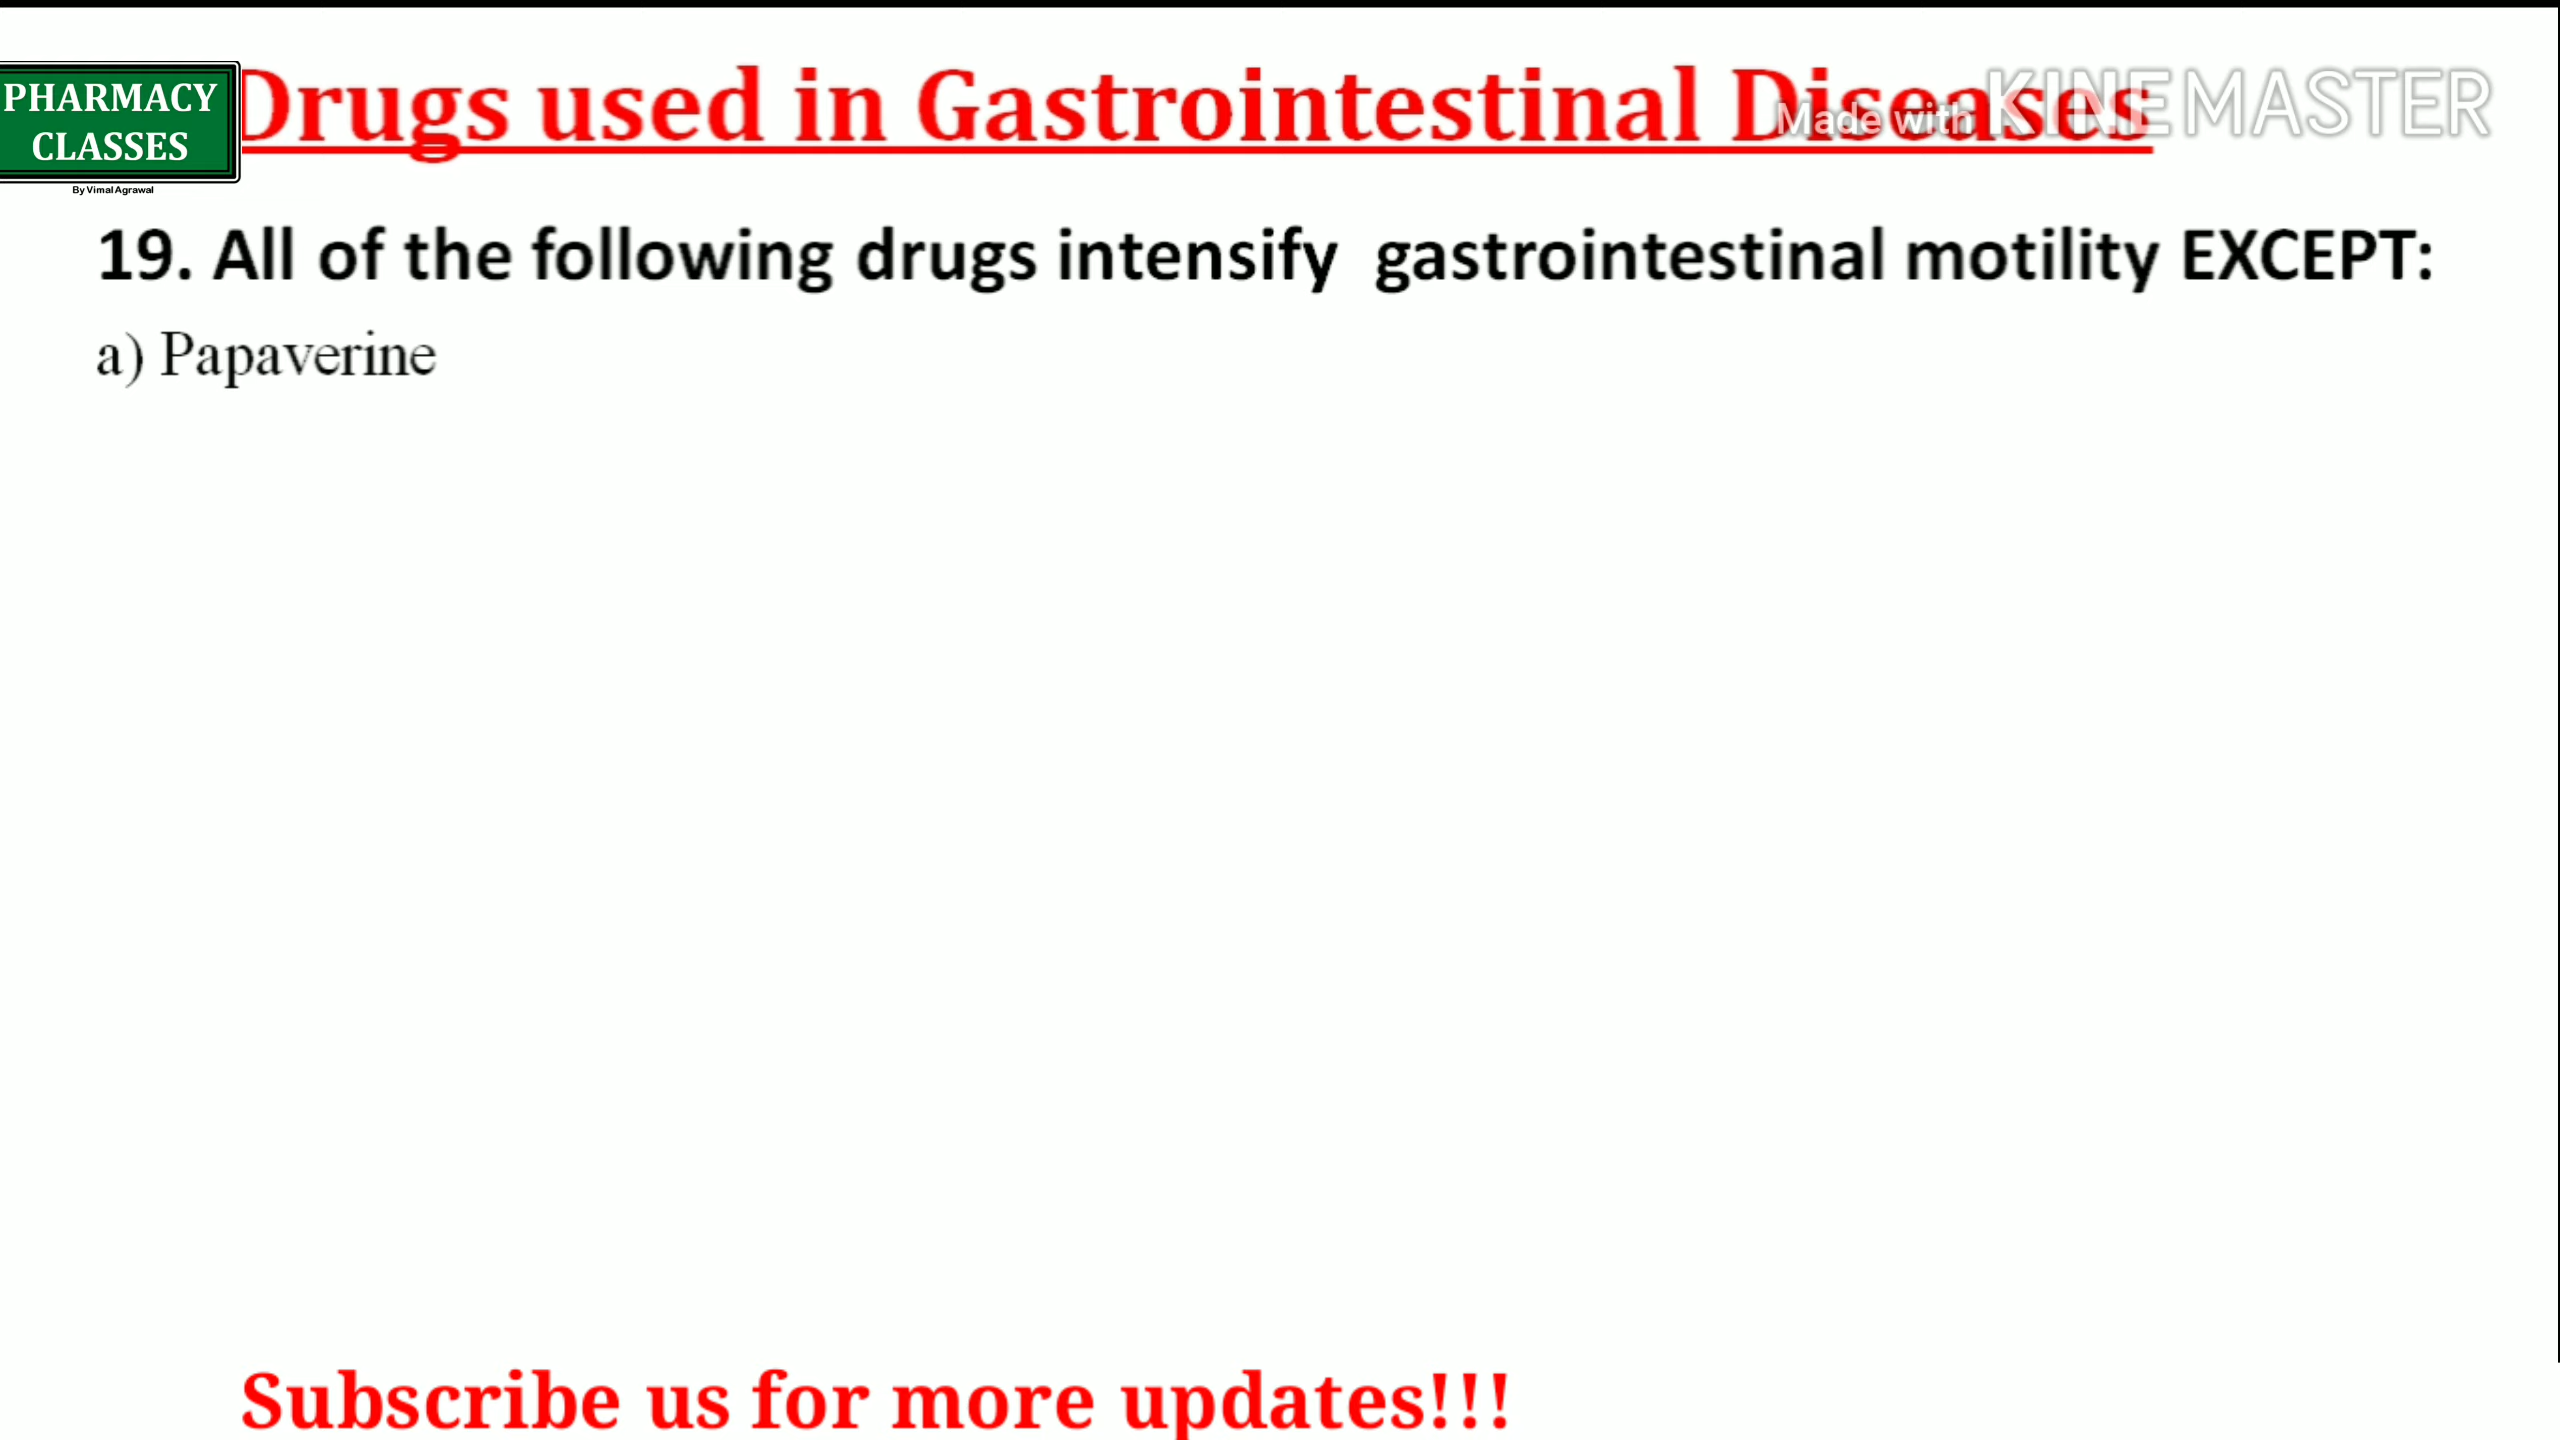 PHARMACY
CLASSES
By Vimal Agrawal
Drugs used in Gastrointestinal Diseases
Made with KINEMASTER
19. All of the following drugs intensify gastrointestinal motility EXCEPT:
a) Papaverine
Subscribe us for more updates!!!